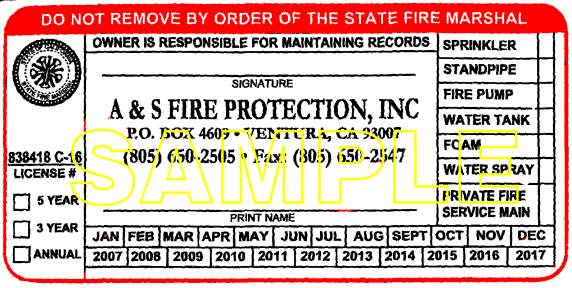 DO NOT REMOVE BY ORDER OF THE STATE FIRE MARSHAL
OWNER IS RESPONSIBLE FOR MAINTAINING RECORDS
SIGNATURE
A & S FIRE PROTECTION, INC
P.O. BOX 4609 • VENTURA, CA 93007
(805) 650-2505 • Fax: (805) 650-2547
PRINT NAME
SAMPLE
838418 C-16
LICENSE #
5 YEAR
3 YEAR
ANNUAL
SPRINKLER
STANDPIPE
FIRE PUMP
WATER TANK
FOAM
WATER SPRAY
PRIVATE FIRE
SERVICE MAIN
JAN FEB MAR APR MAY JUN JUL AUG SEPT OCT NOV DEC
2007 2008 2009 2010 2011 2012 2013 2014 2015 2016 2017